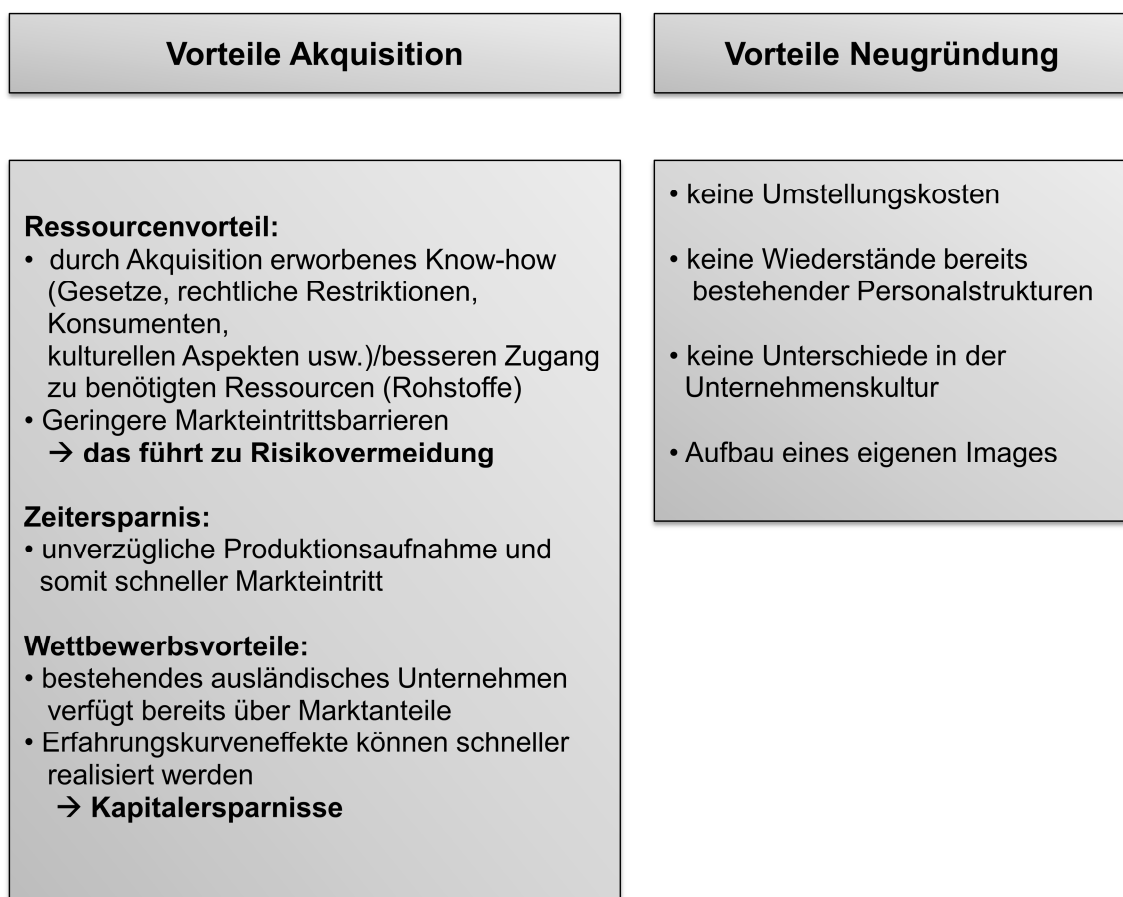 Vorteile Akquisition
Ressourcenvorteil:
• durch Akquisition erworbenes Know-how
(Gesetze, rechtliche Restriktionen,
Konsumenten,
kulturellen Aspekten usw.)/besseren Zugang
zu benötigten Ressourcen (Rohstoffe)
• Geringere Markteintrittsbarrieren
→ das führt zu Risikovermeidung
Zeitersparnis:
• unverzügliche Produktionsaufnahme und
somit schneller Markteintritt
Wettbewerbsvorteile:
• bestehendes ausländisches Unternehmen
verfügt bereits über Marktanteile
• Erfahrungskurveneffekte können schneller
realisiert werden
→ Kapitalersparnisse
Vorteile Neugründung
• keine Umstellungskosten
• keine Wiederstände bereits
bestehender Personalstrukturen
• keine Unterschiede in der
Unternehmenskultur
• Aufbau eines eigenen Images